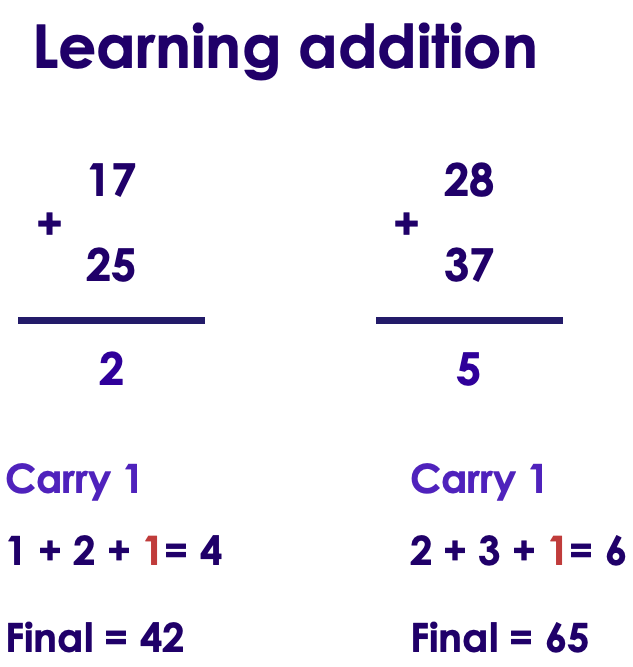 Learning addition
17
+
25
2
Carry 1
1 + 2 + 1= 4
Final = 42
28
+
37
5
Carry 1
2 + 3 + 1= 6
Final = 65